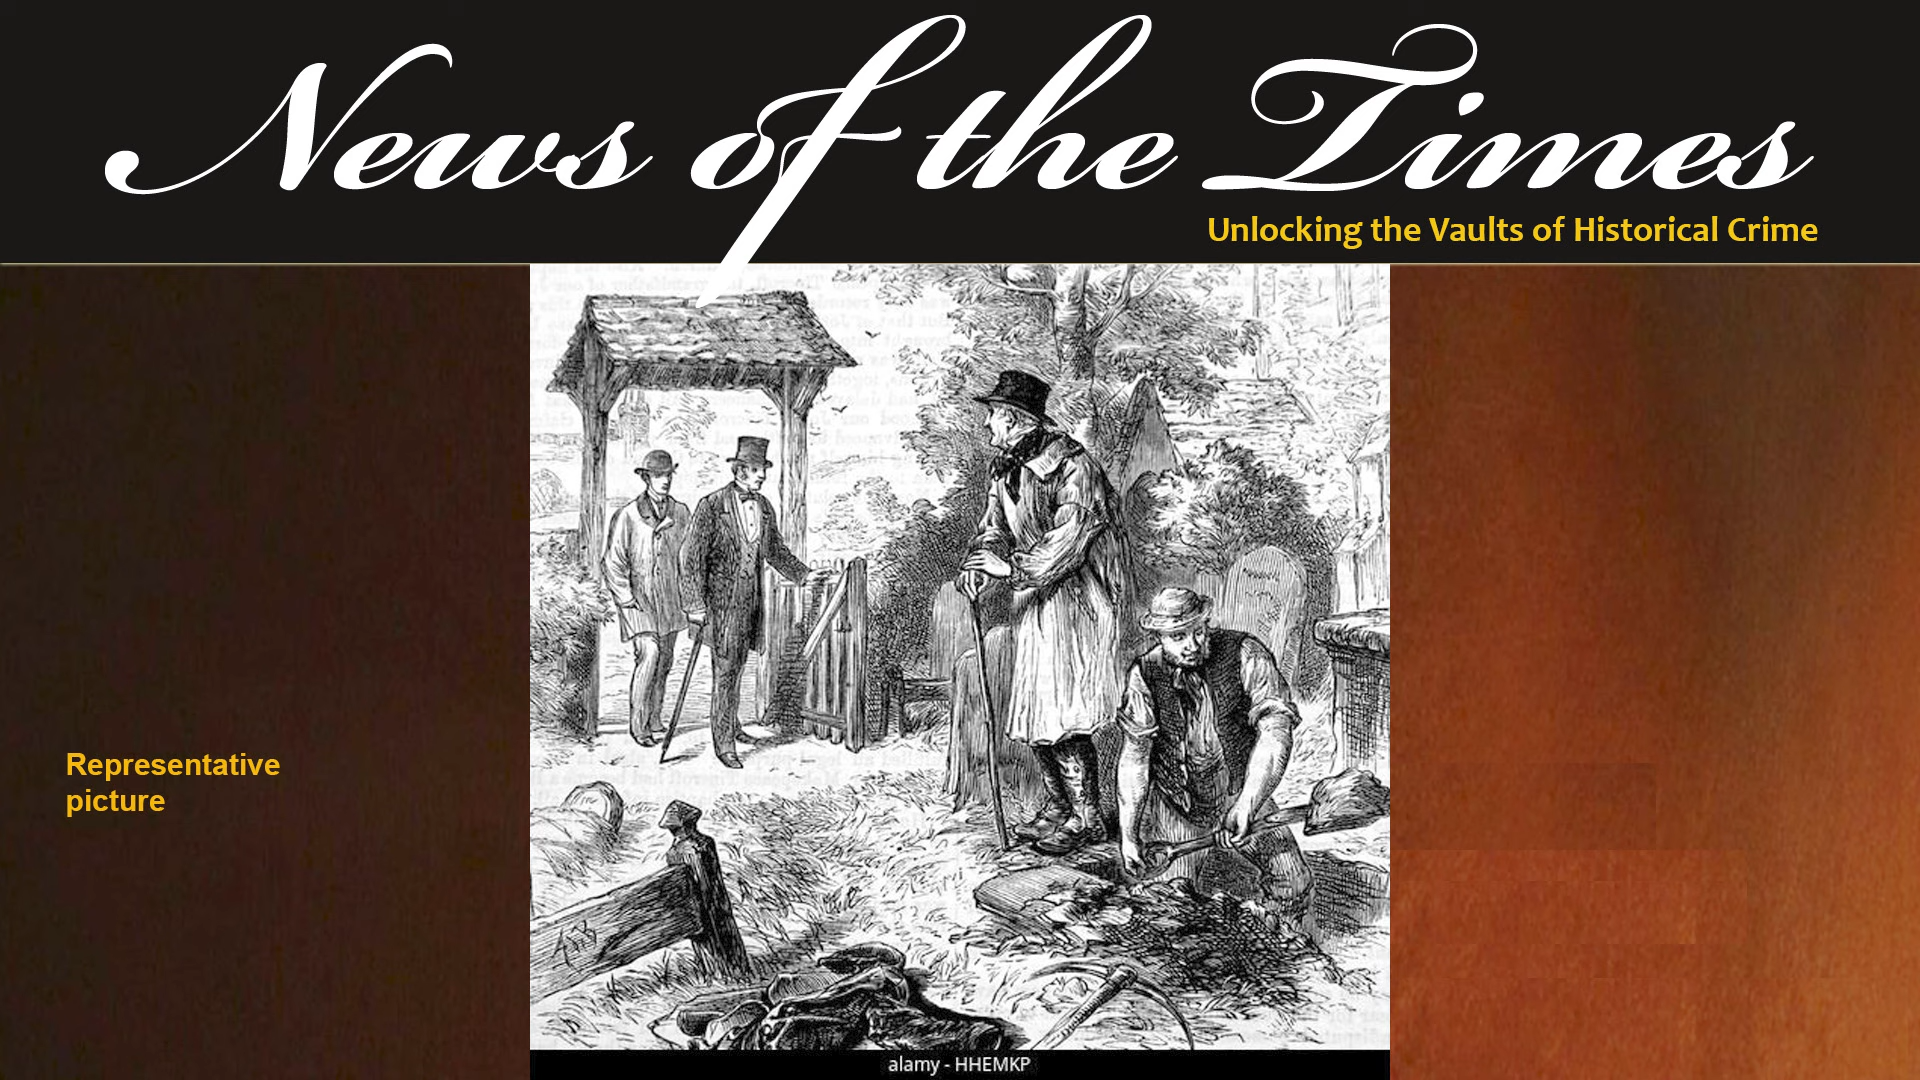 News of the Times
Unlocking the Vaults of Historical Crime
Representative
picture
alamy - HHEMKP